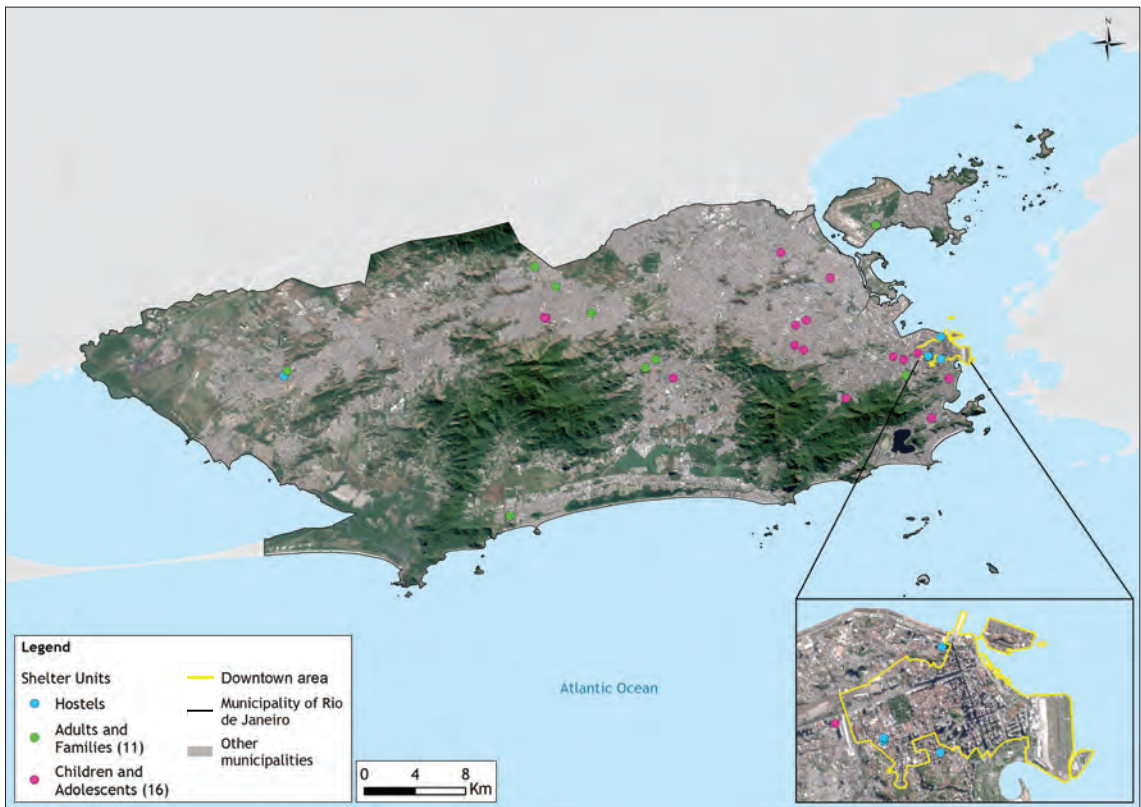 N
Atlantic Ocean
Legend
Shelter Units
Hostels
Adults and
Families (11)
Children and
Adolescents (16)
Downtown area
Municipality of Rio
de Janeiro
Other
municipalities
0 4 8
Km